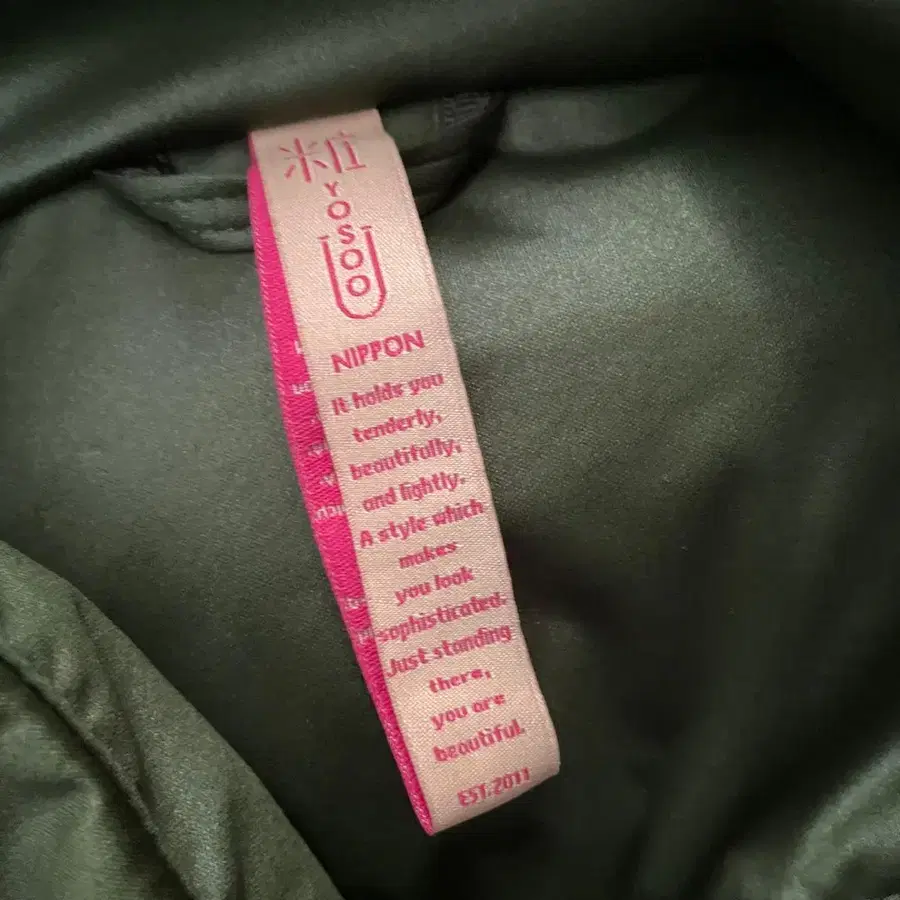 YOSOO
NIPPON
It holds you
tenderly,
beautifully,
and lightly.
A style which
makes
you look
sophisticated.
Just standing
there,
you are
beautiful.
EST.2011